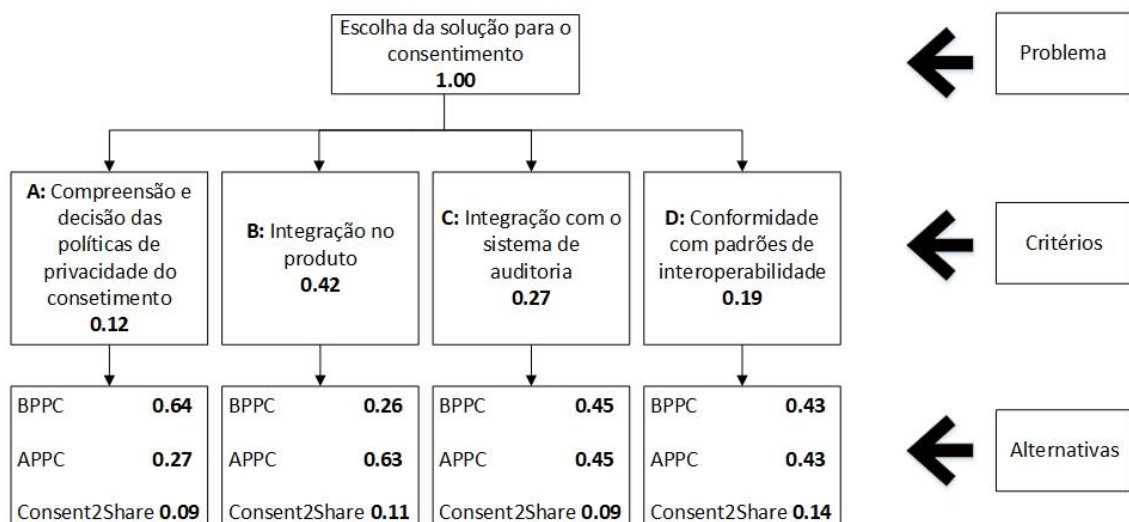 Escolha da solução para o
consentimento
1.00
Problema
A: Compreensão e
decisão das
políticas de
privacidade do
consetimento
0.12
B: Integração no
produto
0.42
C: Integração com o
sistema de
auditoria
0.27
D: Conformidade
com padrões de
interoperabilidade
0.19
Critérios
BPPC 0.64
APPC 0.27
Consent2Share 0.09
BPPC 0.26
APPC 0.63
Consent2Share 0.11
BPPC 0.45
APPC 0.45
Consent2Share 0.09
BPPC 0.43
APPC 0.43
Consent2Share 0.14
Alternativas